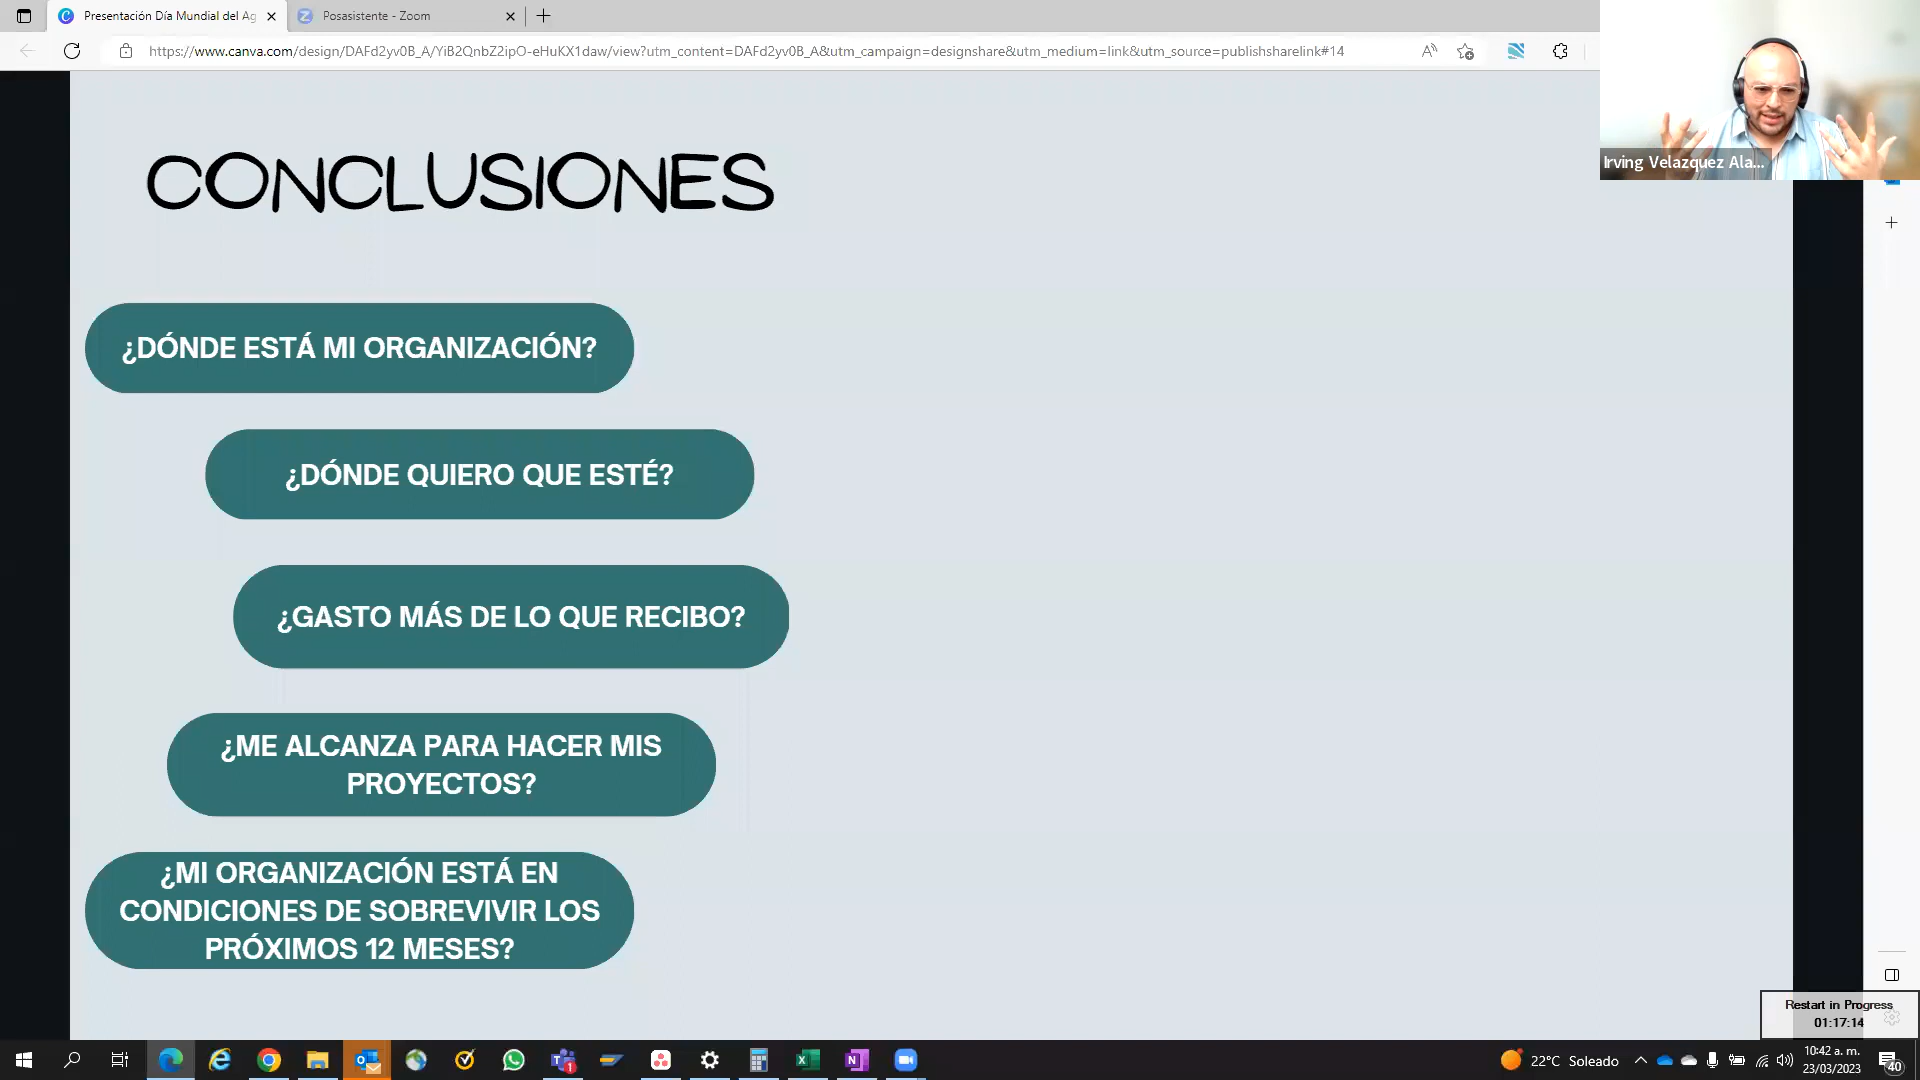 Presentación Día Mundial del Ag
Posasistente - Zoom
https://www.canva.com/design/DAFd2yv0B_A/YiB2QnbZ2ipO-eHuKX1daw/view?utm_content=DAFd2yv0B_A&utm_campaign=designshare&utm_medium=link&utm_source=publishsharelink#14
Irving Velazquez Ala...
CONCLUSIONES
¿DÓNDE ESTÁ MI ORGANIZACIÓN?
¿DÓNDE QUIERO QUE ESTÉ?
¿GASTO MÁS DE LO QUE RECIBO?
¿ME ALCANZA PARA HACER MIS
PROYECTOS?
¿MI ORGANIZACIÓN ESTÁ EN
CONDICIONES DE SOBREVIVIR LOS
PRÓXIMOS 12 MESES?
Restart in Progress
01:17:14
22°C Soleado
10:42 a. m.
23/03/2023
40